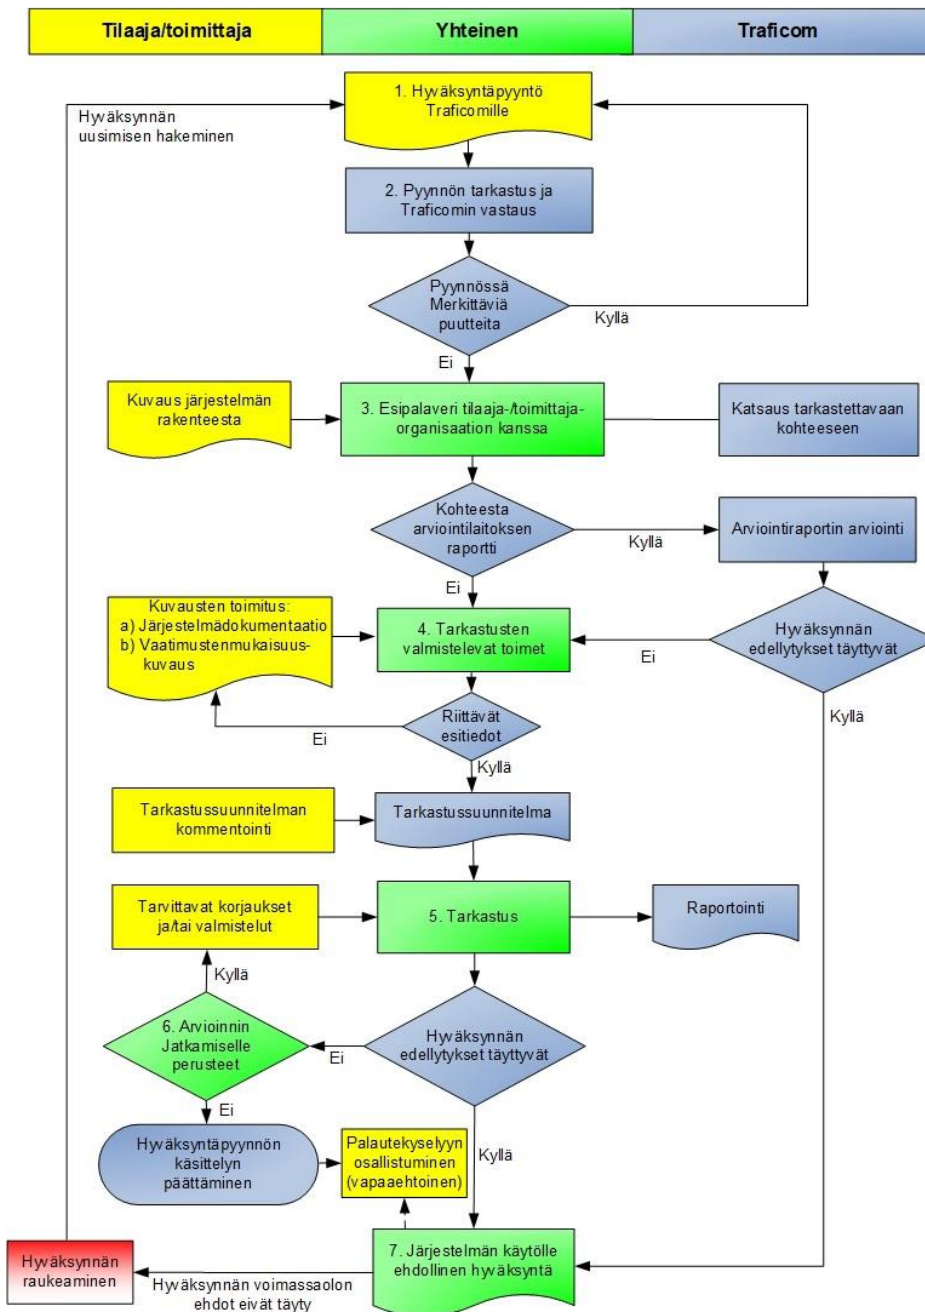 Tilaaja/toimittaja
Yhteinen
Traficom
Hyväksynnän
uusimisen hakeminen
1. Hyväksyntäpyyntö
Traficomille
2. Pyynnön tarkastus ja
Traficomin vastaus
Pyynnössä
Merkittäviä
puutteita
Kyllä
Ei
Kuvaus järjestelmän
rakenteesta
3. Esipalaveri tilaaja-/toimittaja-
organisaation kanssa
Katsaus tarkastettavaan
kohteeseen
Kohteesta
arviointilaitoksen
raportti
Kyllä
Arviointiraportin arviointi
Ei
Kuvausten toimitus:
a) Järjestelmädokumentaatio
b) Vaatimustenmukaisuus-
kuvaus
4. Tarkastusten
valmistelevat toimet
Ei
Hyväksynnän
edellytykset täyttyvät
Kyllä
Riittävät
esitiedot
Ei
Kyllä
Tarkastussuunnitelman
kommentointi
Tarkastussuunnitelma
Tarvittavat korjaukset
ja/tai valmistelut
5. Tarkastus
Raportointi
Kyllä
6. Arvioinnin
Jatkamiselle
perusteet
Ei
Hyväksynnän
edellytykset täyttyvät
Ei
Kyllä
Hyväksyntäpyynnön
käsittelyn
päättäminen
Palautekyselyyn
osallistuminen
(vapaaehtoinen)
Hyväksynnän
raukeaminen
Hyväksynnän voimassaolon
ehdot eivät täyty
7. Järjestelmän käytölle
ehdollinen hyväksyntä